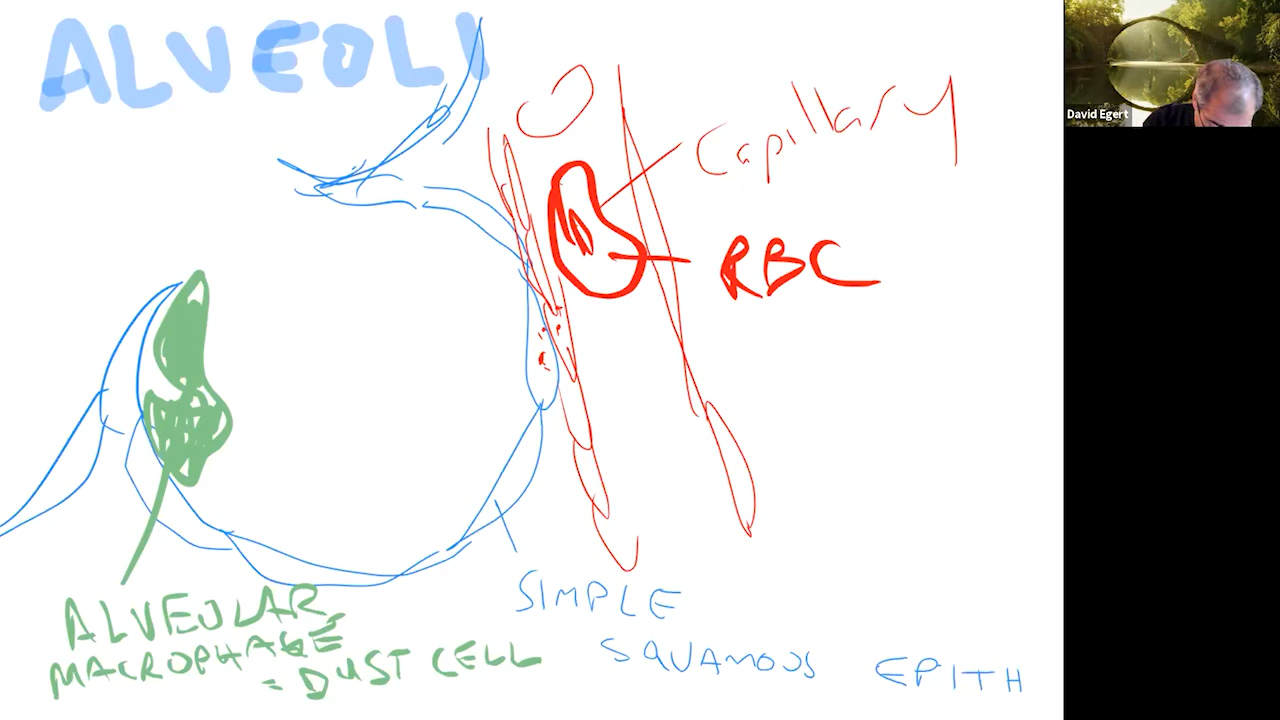 ALVEOLI
David Egert
Capillary
RBC
SIMPLE
SQUAMOUS EPITH
ALVEOLAR
MACROPHAGE
= DUST CELL